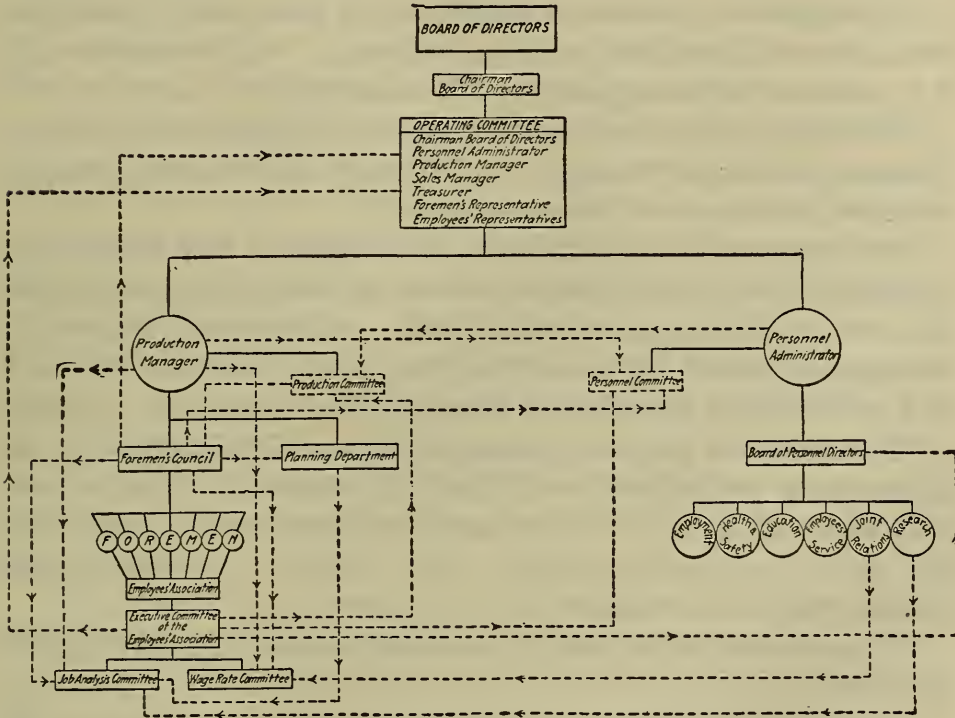 BOARD OF DIRECTORS
Chairman
Board of Directors
OPERATING COMMITTEE
Chairman Board of Directors
Personnel Administrator
Production Manager
Sales Manager
Treasurer
Foremen's Representative
Employees' Representatives
Production
Manager
Personnel
Administrator
Production Committee
Personnel Committee
Foremen's Council
Planning Department
Board of Personnel Directors
F O R E M E N
Employment
Health &
Safety
Education
Employees'
Service
Joint
Relations
Research
Employees' Association
Executive Committee
of the
Employees' Association
Job Analysis Committee
Wage Rate Committee